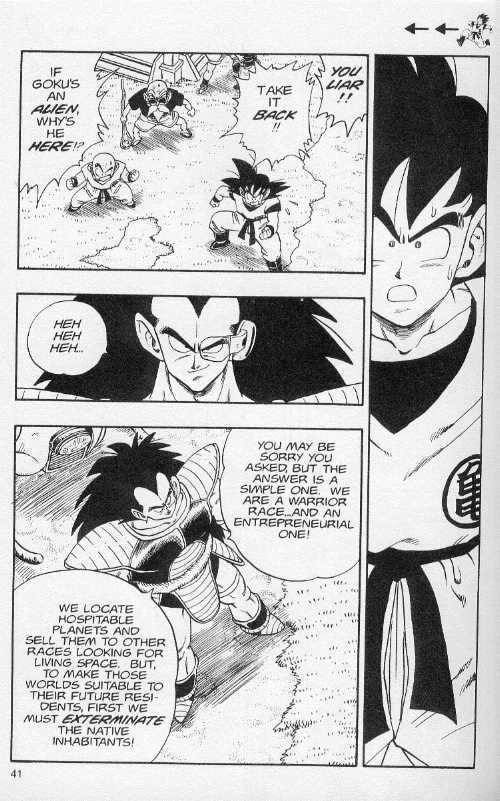 亀
YOU
LIAR
!!
TAKE
IT
BACK
!!
IF
GOKU'S
AN
ALIEN,
WHY'S
HE
HERE!?
HEH
HEH
HEH...
YOU MAY BE
SORRY YOU
ASKED, BUT THE
ANSWER IS A
SIMPLE ONE. WE
ARE A WARRIOR
RACE...AND AN
ENTREPRENEURIAL
ONE!
WE LOCATE
HOSPITABLE
PLANETS AND
SELL THEM TO OTHER
RACES LOOKING FOR
LIVING SPACE. BUT,
TO MAKE THOSE
WORLDS SUITABLE TO
THEIR FUTURE RESI-
DENTS, FIRST WE
MUST EXTERMINATE
THE NATIVE
INHABITANTS!
41